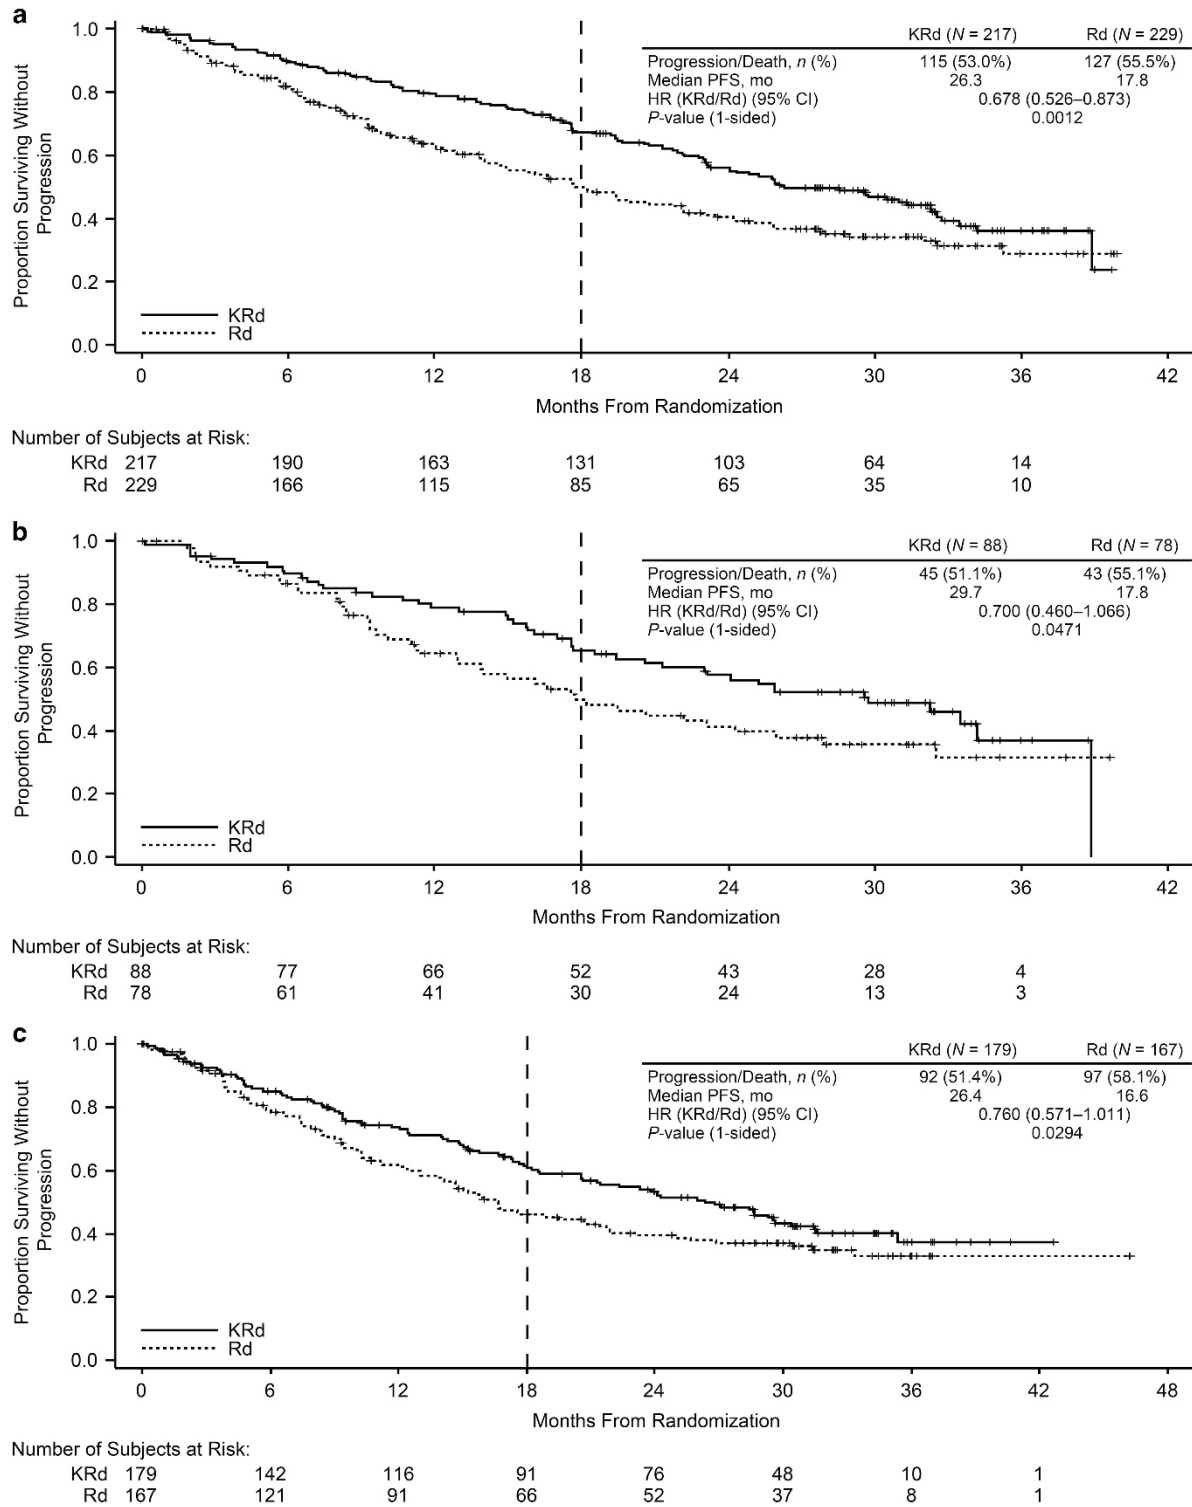 a
KRd (N = 217) Rd (N = 229)
Progression/Death, n (%) 115 (53.0%) 127 (55.5%)
Median PFS, mo 26.3 17.8
HR (KRd/Rd) (95% CI) 0.678 (0.526–0.873)
P-value (1-sided) 0.0012
Proportion Surviving Without
Progression
1.0
0.8
0.6
0.4
0.2
0.0
KRd
Rd
0 6 12 18 24 30 36 42
Months From Randomization
Number of Subjects at Risk:
KRd 217 190 163 131 103 64 14
Rd 229 166 115 85 65 35 10
b
KRd (N = 88) Rd (N = 78)
Progression/Death, n (%) 45 (51.1%) 43 (55.1%)
Median PFS, mo 29.7 17.8
HR (KRd/Rd) (95% CI) 0.700 (0.460–1.066)
P-value (1-sided) 0.0471
Proportion Surviving Without
Progression
1.0
0.8
0.6
0.4
0.2
0.0
KRd
Rd
0 6 12 18 24 30 36 42
Months From Randomization
Number of Subjects at Risk:
KRd 88 77 66 52 43 28 4
Rd 78 61 41 30 24 13 3
c
KRd (N = 179) Rd (N = 167)
Progression/Death, n (%) 92 (51.4%) 97 (58.1%)
Median PFS, mo 26.4 16.6
HR (KRd/Rd) (95% CI) 0.760 (0.571–1.011)
P-value (1-sided) 0.0294
Proportion Surviving Without
Progression
1.0
0.8
0.6
0.4
0.2
0.0
KRd
Rd
0 6 12 18 24 30 36 42 48
Months From Randomization
Number of Subjects at Risk:
KRd 179 142 116 91 76 48 10 1
Rd 167 121 91 66 52 37 8 1